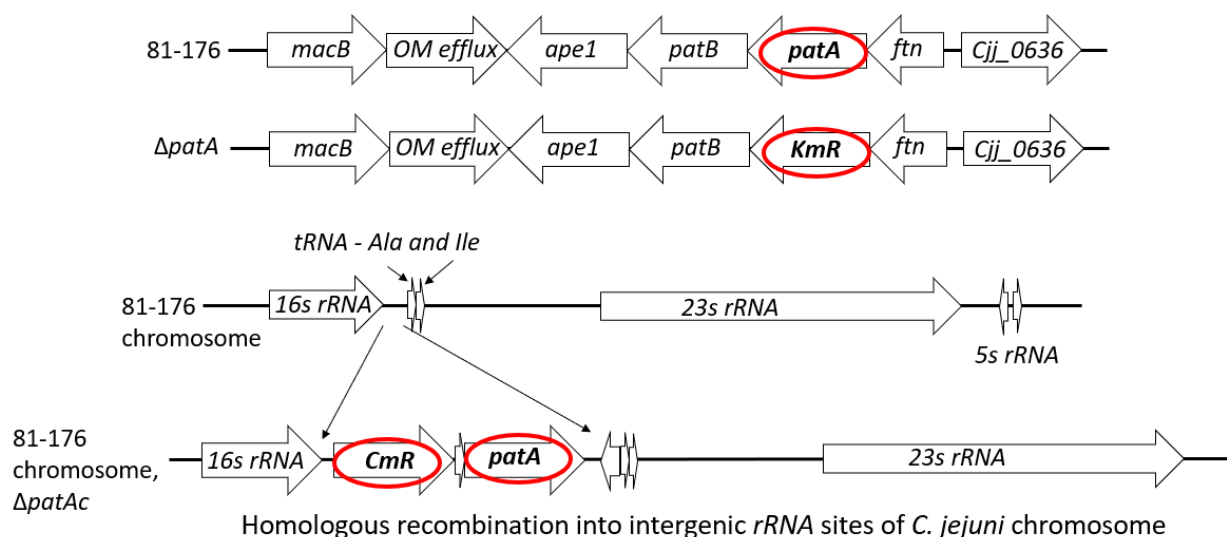 81-176 macB OM efflux ape1 patB patA ftn Cjj_0636
ΔpatA macB OM efflux ape1 patB KmR ftn Cjj_0636
tRNA - Ala and Ile
81-176
chromosome
16s rRNA 23s rRNA
5s rRNA
81-176
chromosome,
ΔpatAc
16s rRNA CmR patA 23s rRNA
Homologous recombination into intergenic rRNA sites of C. jejuni chromosome